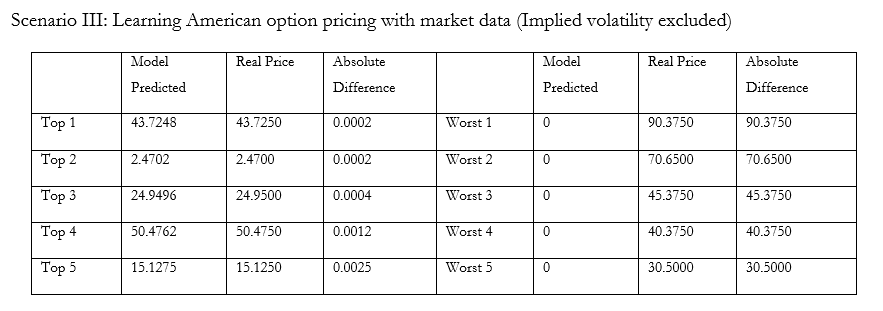 Scenario III: Learning American option pricing with market data (Implied volatility excluded)
Model Predicted Real Price Absolute Difference Model Predicted Real Price Absolute Difference
Top 1 43.7248 43.7250 0.0002 Worst 1 0 90.3750 90.3750
Top 2 2.4702 2.4700 0.0002 Worst 2 0 70.6500 70.6500
Top 3 24.9496 24.9500 0.0004 Worst 3 0 45.3750 45.3750
Top 4 50.4762 50.4750 0.0012 Worst 4 0 40.3750 40.3750
Top 5 15.1275 15.1250 0.0025 Worst 5 0 30.5000 30.5000